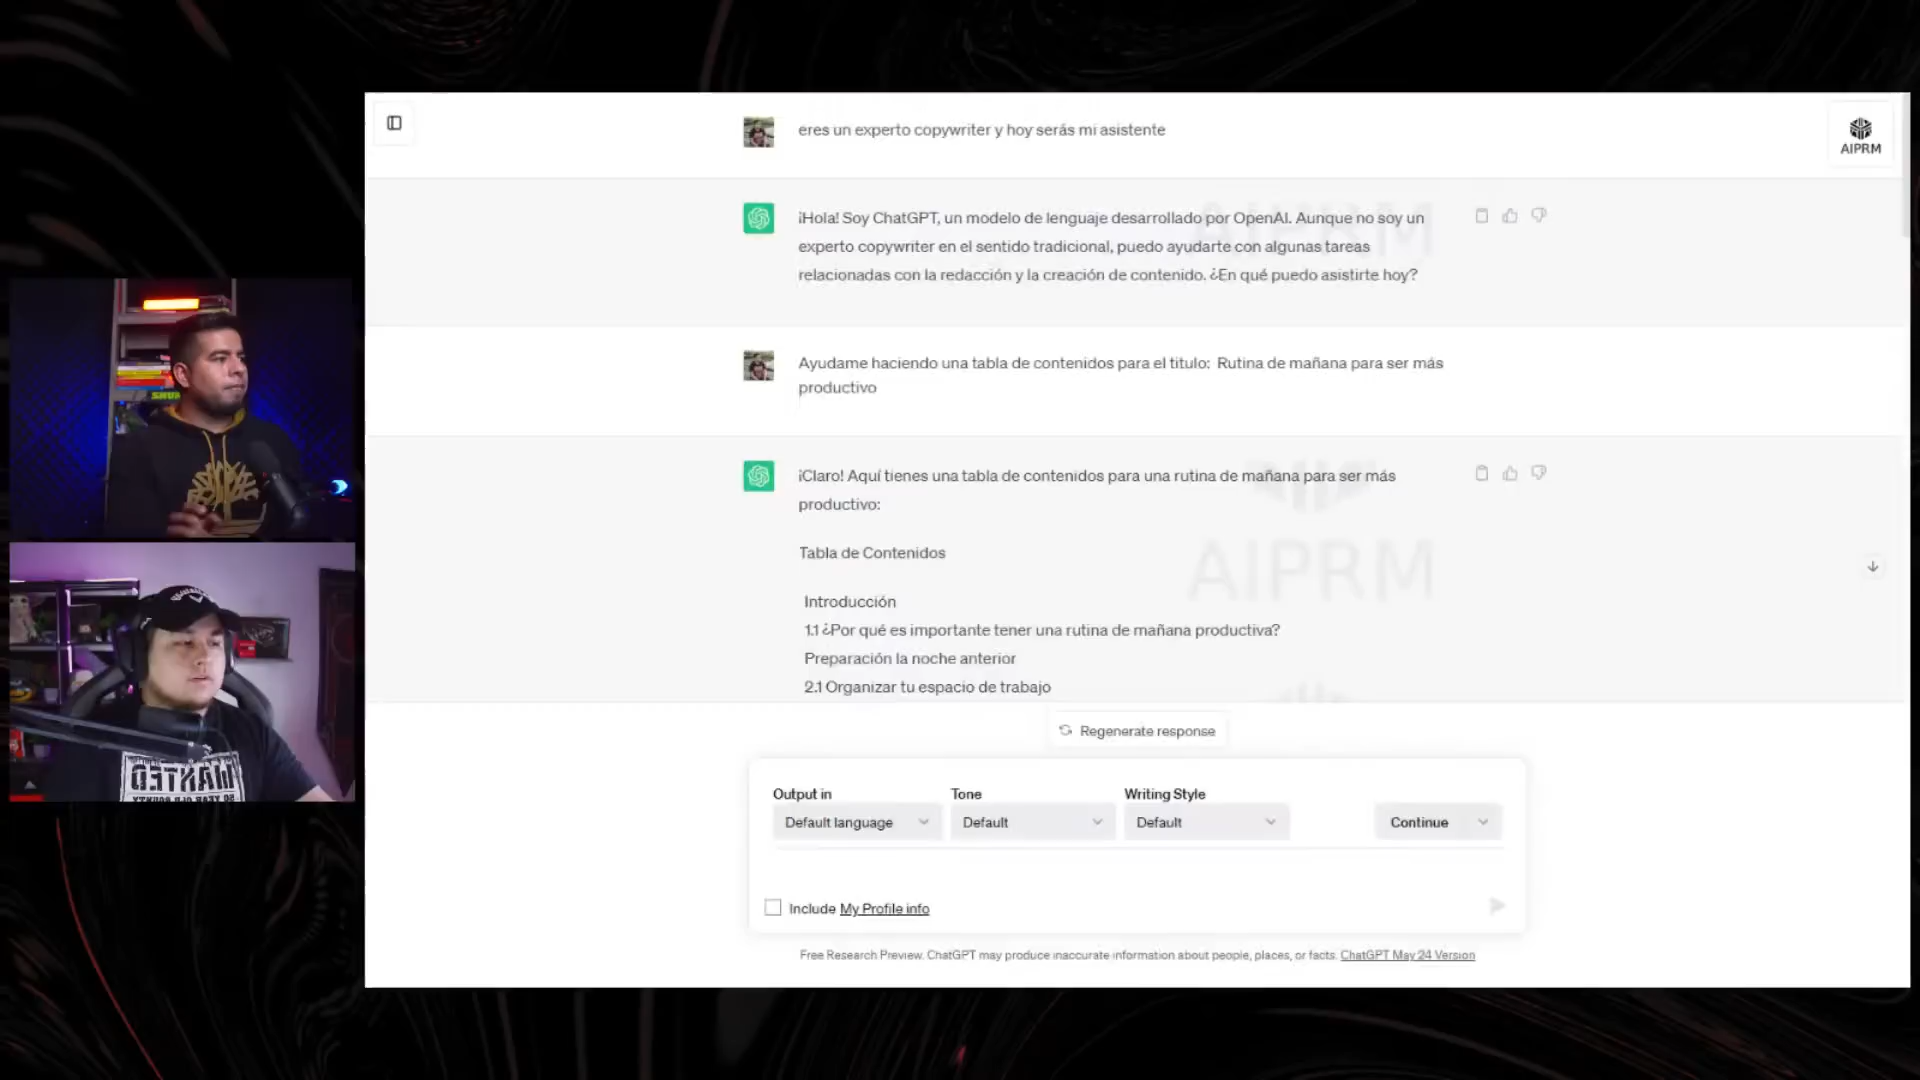 eres un experto copywriter y hoy serás mi asistente
AIPRM
¡Hola! Soy ChatGPT, un modelo de lenguaje desarrollado por OpenAI. Aunque no soy un
experto copywriter en el sentido tradicional, puedo ayudarte con algunas tareas
relacionadas con la redacción y la creación de contenido. ¿En qué puedo asistirte hoy?
AIPRM
Ayudame haciendo una tabla de contenidos para el titulo: Rutina de mañana para ser más
productivo
¡Claro! Aquí tienes una tabla de contenidos para una rutina de mañana para ser más
productivo:
Tabla de Contenidos
AIPRM
Introducción
1.1 ¿Por qué es importante tener una rutina de mañana productiva?
Preparación la noche anterior
2.1 Organizar tu espacio de trabajo
Regenerate response
Output in
Tone
Writing Style
Default language
Default
Default
Continue
Include My Profile info
Free Research Preview. ChatGPT may produce inaccurate information about people, places, or facts. ChatGPT May 24 Version
WANTED